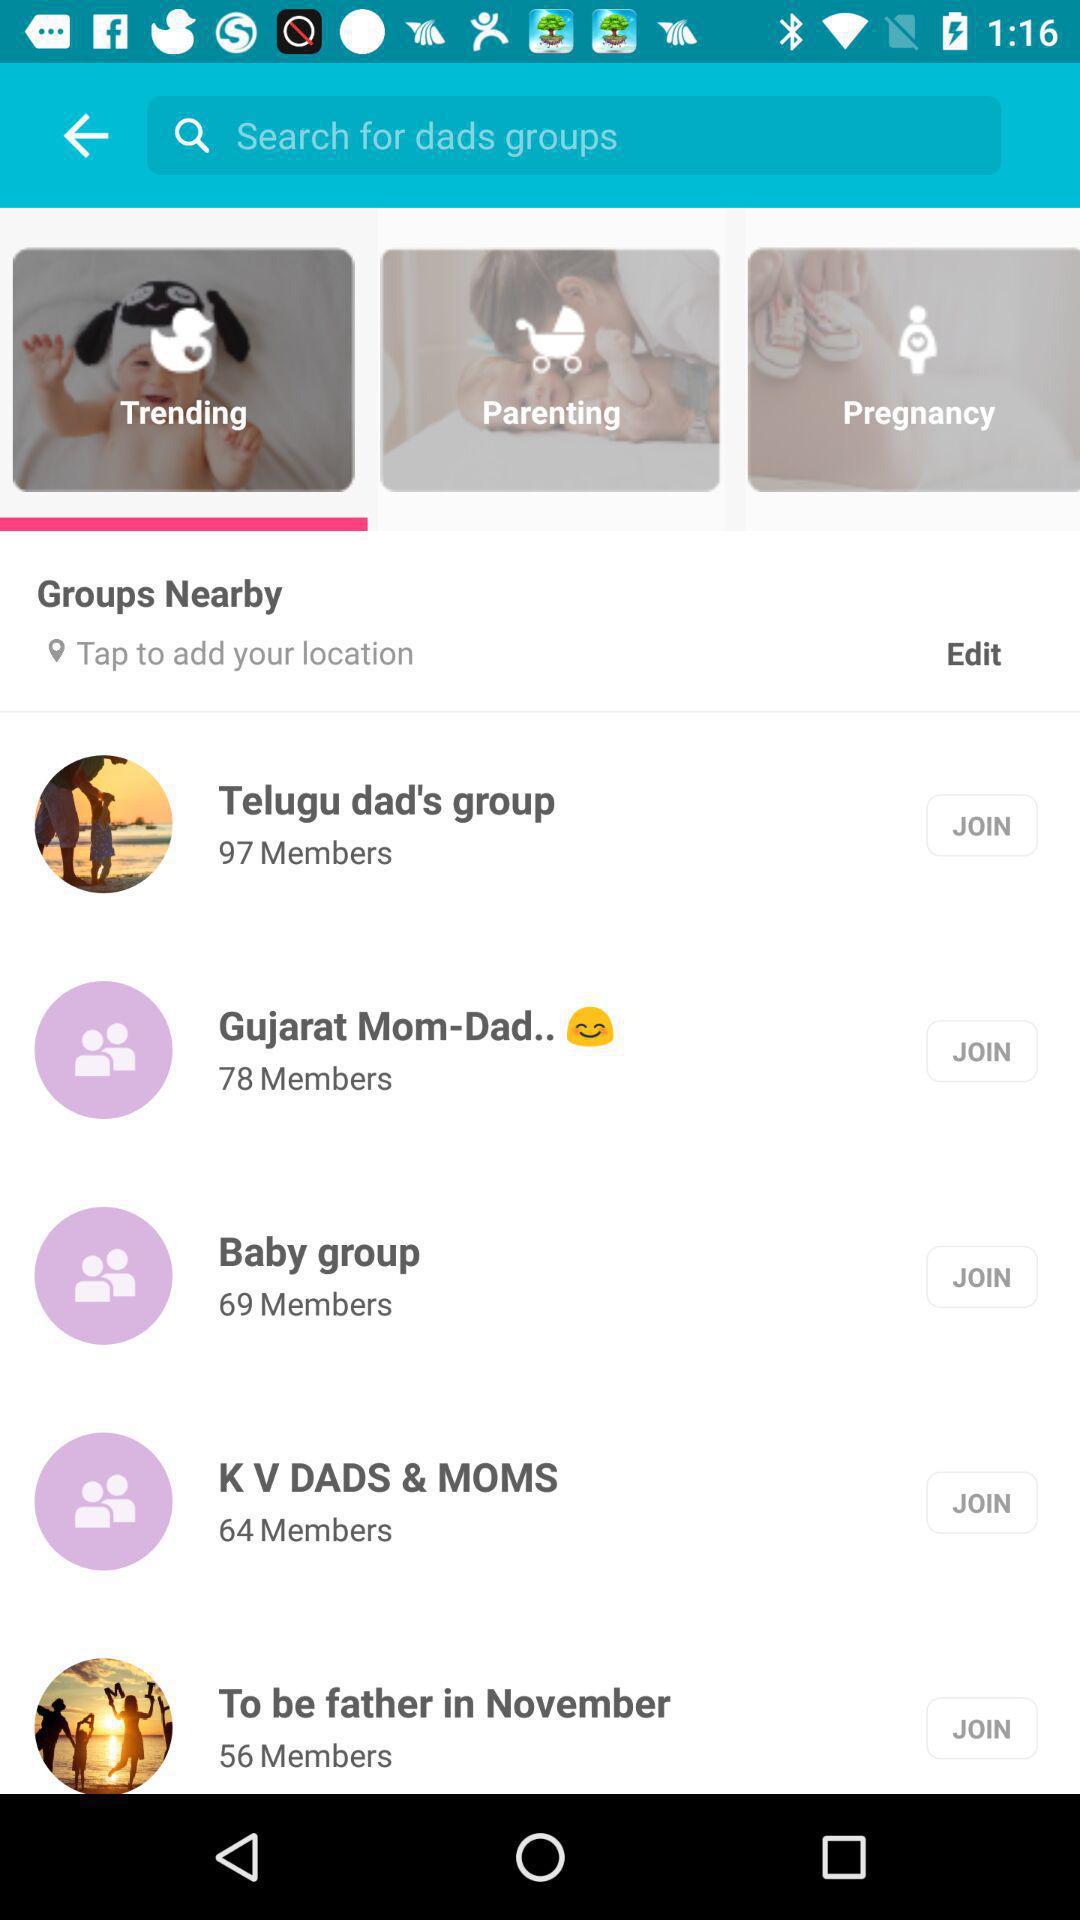 1:16
Search for dads groups
Trending
Parenting
Pregnancy
Groups Nearby
Tap to add your location
Edit
Telugu dad's group
97 Members
JOIN
Gujarat Mom-Dad.. 😊
78 Members
JOIN
Baby group
69 Members
JOIN
K V DADS & MOMS
64 Members
JOIN
To be father in November
56 Members
JOIN